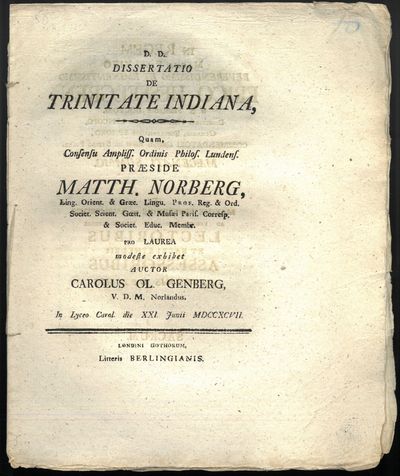 D. D.
DISSERTATIO
DE
TRINITATE INDIANA,
Quam,
Consensu Ampliss. Ordinis Philos. Lundens.
PRÆSIDE
MATTH. NORBERG,
Ling. Orient. & Græc. Lingu. PROF. Reg. & Ord.
Societ. Scient. Goett. & Musæi Paris. Corresp.
& Societ. Educ. Membr.
PRO LAUREA
modeste exhibet
AUCTOR
CAROLUS OL. GENBERG,
V. D. M. Norlandus.
In Lyceo Carol. die XXI. Junii MDCCXCVII.
LONDINI GOTHORUM,
Litteris BERLINGIANIS.